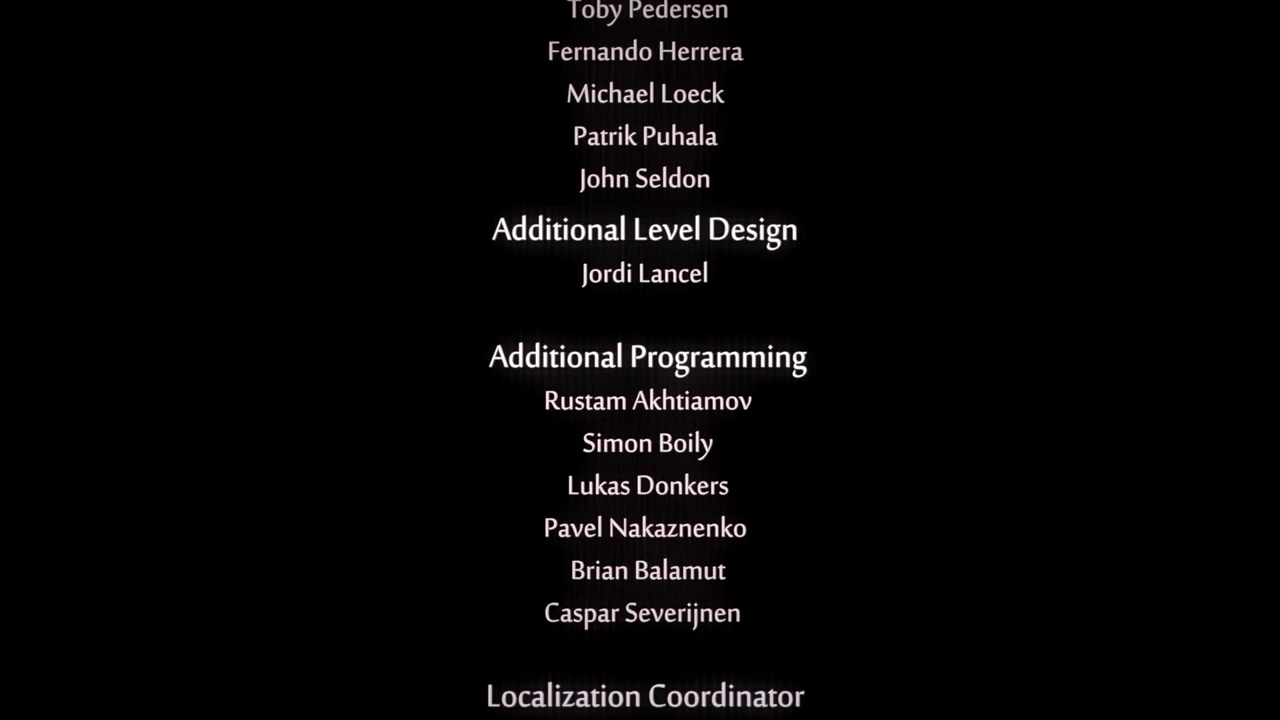 Toby Pedersen
Fernando Herrera
Michael Loeck
Patrik Puhala
John Seldon
Additional Level Design
Jordi Lancel
Additional Programming
Rustam Akhtiamov
Simon Boily
Lukas Donkers
Pavel Nakaznenko
Brian Balamut
Caspar Severijnen
Localization Coordinator